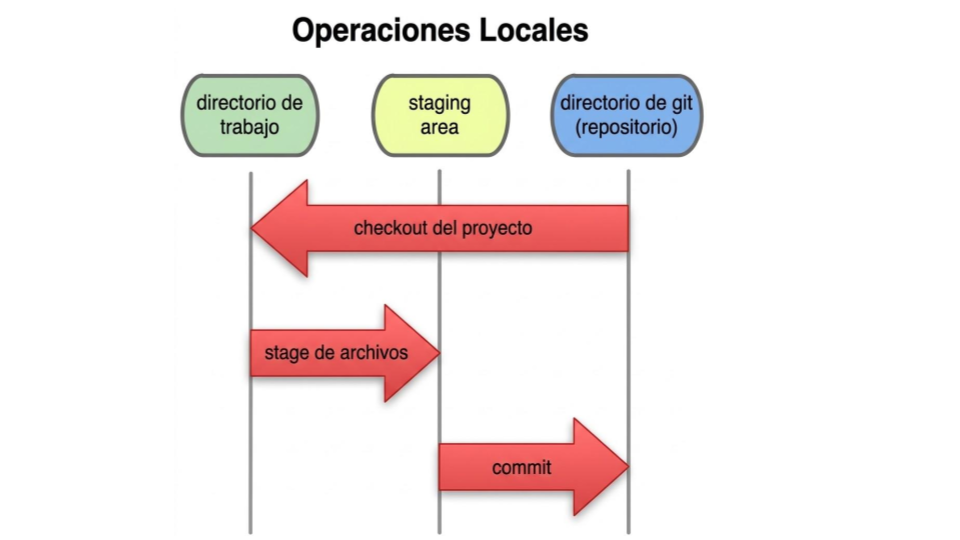 Operaciones Locales
directorio de
trabajo
staging
area
directorio de git
(repositorio)
checkout del proyecto
stage de archivos
commit